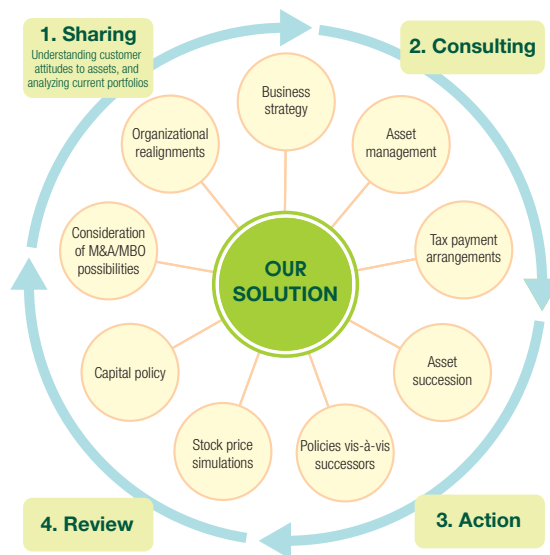 1. Sharing
Understanding customer
attitudes to assets, and
analyzing current portfolios
2. Consulting
Business
strategy
Organizational
realignments
Asset
management
Consideration
of M&A/MBO
possibilities
Tax payment
arrangements
OUR
SOLUTION
Capital policy
Asset
succession
Stock price
simulations
Policies vis-à-vis
successors
4. Review
3. Action